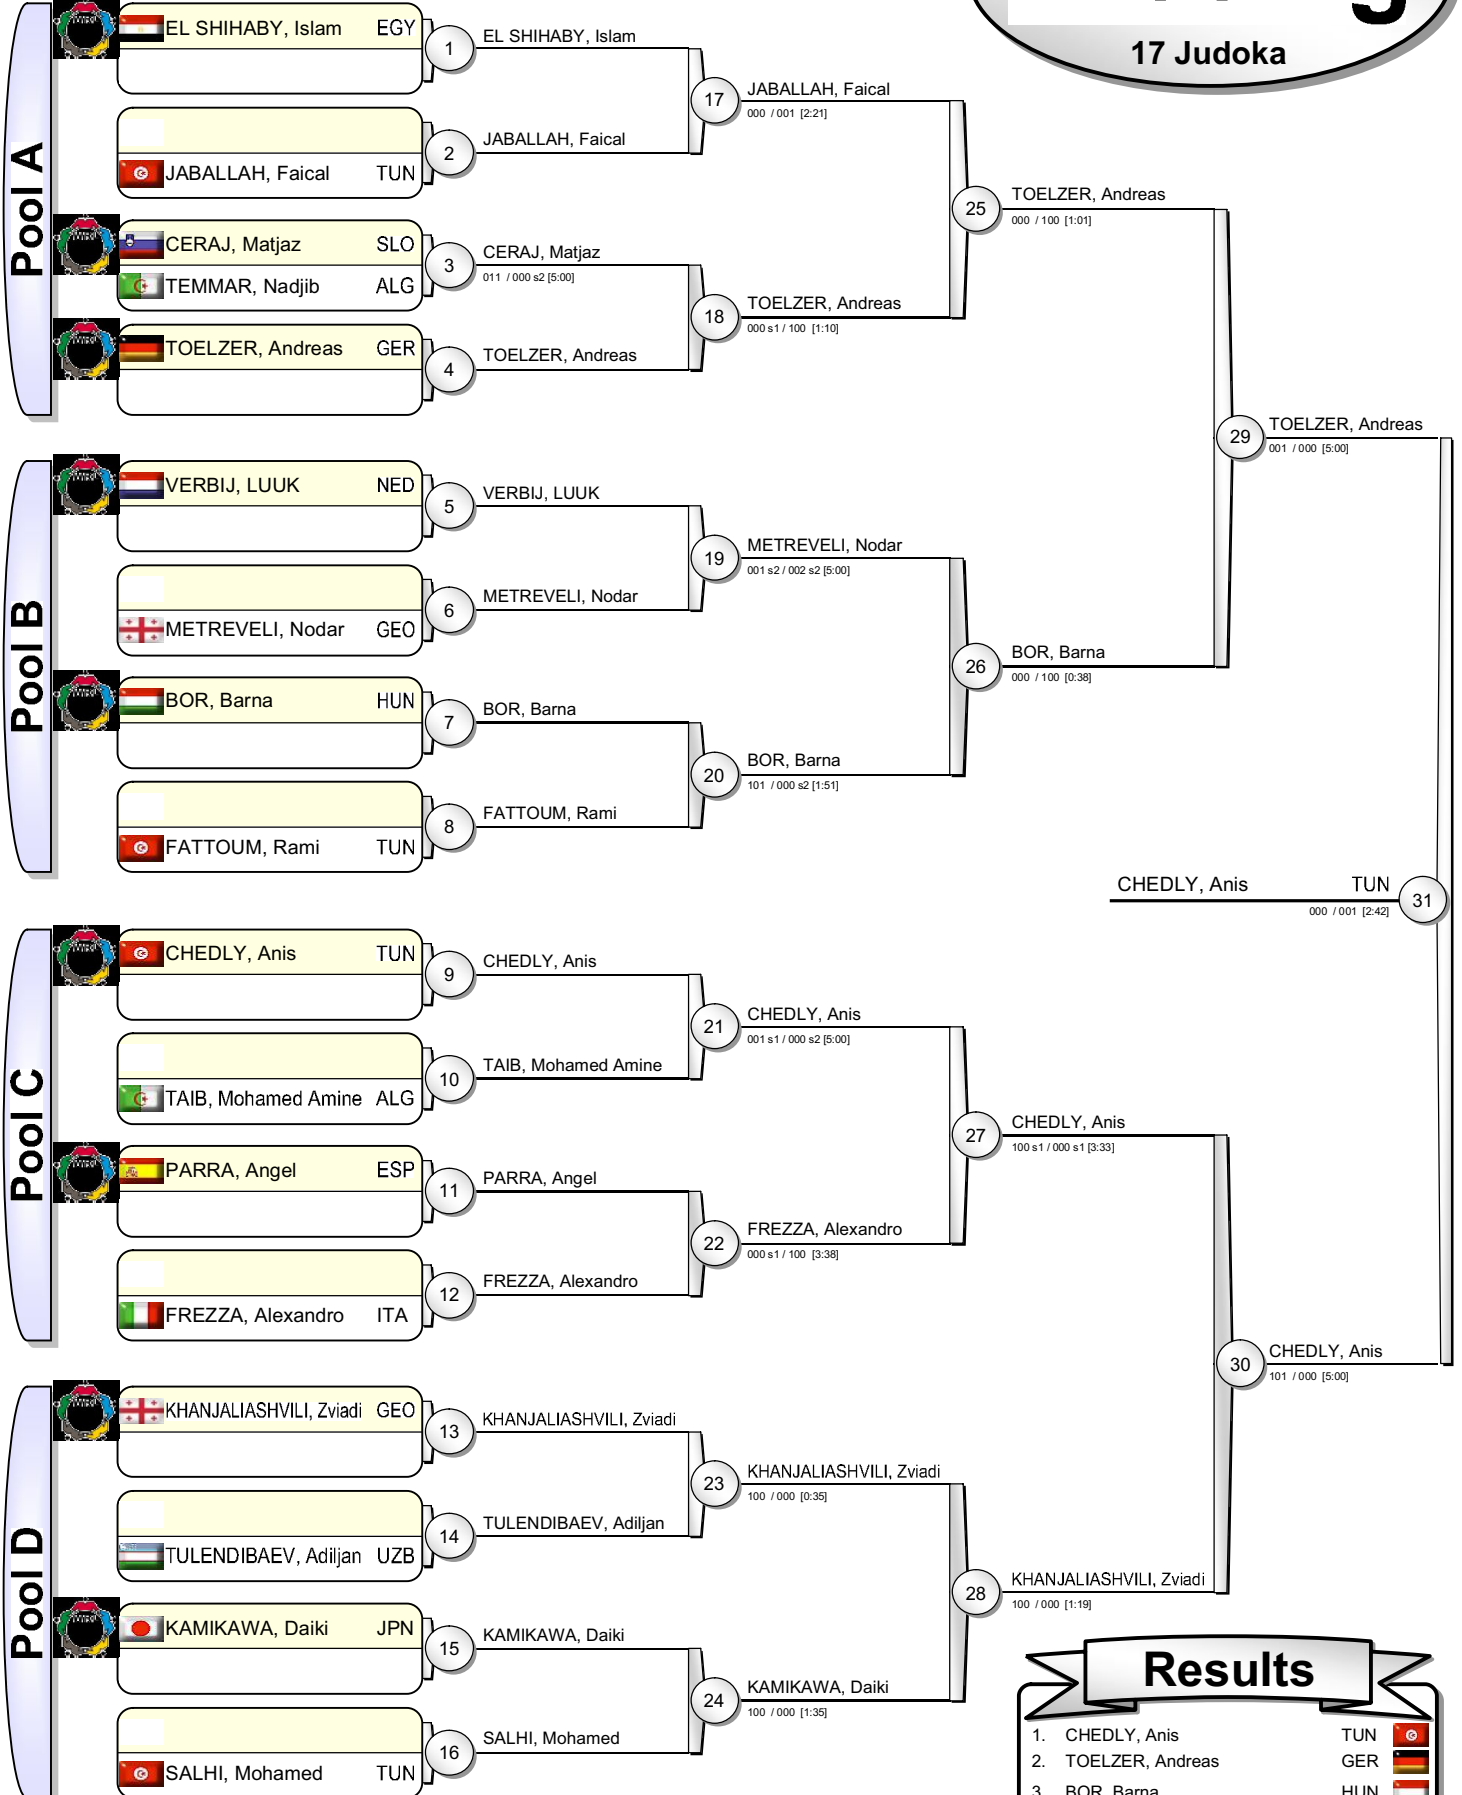 17 Judoka
Pool A
EL SHIHABY, Islam EGY
JABALLAH, Faical TUN
CERAJ, Matjaz SLO
TEMMAR, Nadjib ALG
TOELZER, Andreas GER
1
EL SHIHABY, Islam
2
JABALLAH, Faical
3
CERAJ, Matjaz
011 / 000 s2 [5:00]
4
TOELZER, Andreas
17
JABALLAH, Faical
000 / 001 [2:21]
18
TOELZER, Andreas
000 s1 / 100 [1:10]
25
TOELZER, Andreas
000 / 100 [1:01]
Pool B
VERBIJ, LUUK NED
METREVELI, Nodar GEO
BOR, Barna HUN
FATTOUM, Rami TUN
5
VERBIJ, LUUK
6
METREVELI, Nodar
7
BOR, Barna
8
FATTOUM, Rami
19
METREVELI, Nodar
001 s2 / 002 s2 [5:00]
20
BOR, Barna
101 / 000 s2 [1:51]
26
BOR, Barna
000 / 100 [0:38]
29
TOELZER, Andreas
001 / 000 [5:00]
CHEDLY, Anis TUN
31
000 / 001 [2:42]
Pool C
CHEDLY, Anis TUN
TAIB, Mohamed Amine ALG
PARRA, Angel ESP
FREZZA, Alexandro ITA
9
CHEDLY, Anis
10
TAIB, Mohamed Amine
11
PARRA, Angel
12
FREZZA, Alexandro
21
CHEDLY, Anis
001 s1 / 000 s2 [5:00]
22
FREZZA, Alexandro
000 s1 / 100 [3:38]
27
CHEDLY, Anis
100 s1 / 000 s1 [3:33]
30
CHEDLY, Anis
101 / 000 [5:00]
Pool D
KHANJALIASHVILI, Zviadi GEO
TULENDIBAEV, Adiljan UZB
KAMIKAWA, Daiki JPN
SALHI, Mohamed TUN
13
KHANJALIASHVILI, Zviadi
14
TULENDIBAEV, Adiljan
15
KAMIKAWA, Daiki
16
SALHI, Mohamed
23
KHANJALIASHVILI, Zviadi
100 / 000 [0:35]
24
KAMIKAWA, Daiki
100 / 000 [1:35]
28
KHANJALIASHVILI, Zviadi
100 / 000 [1:19]
Results
1. CHEDLY, Anis TUN
2. TOELZER, Andreas GER
3. BOR, Barna HUN